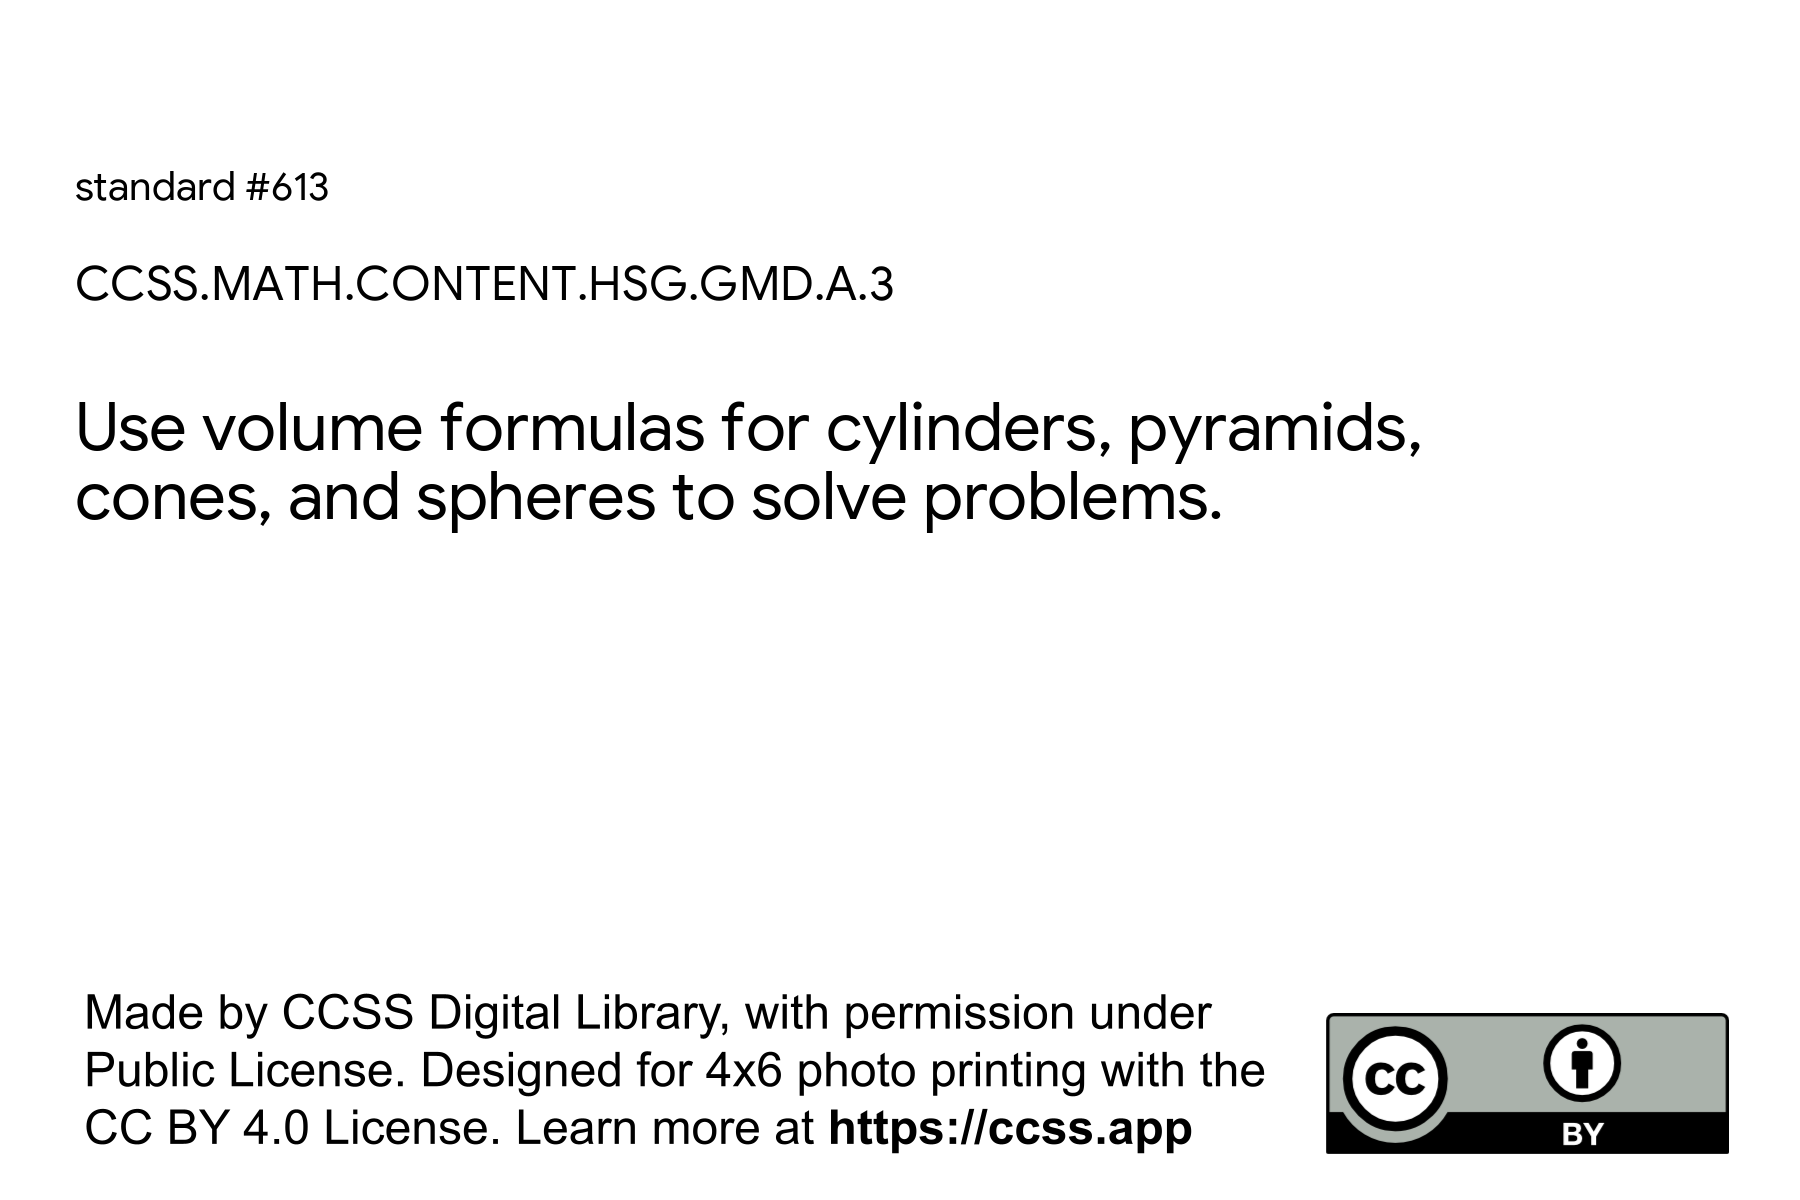 standard #613
CCSS.MATH.CONTENT.HSG.GMD.A.3
Use volume formulas for cylinders, pyramids,
cones, and spheres to solve problems.
Made by CCSS Digital Library, with permission under
Public License. Designed for 4x6 photo printing with the
CC BY 4.0 License. Learn more at https://ccss.app
CC
BY